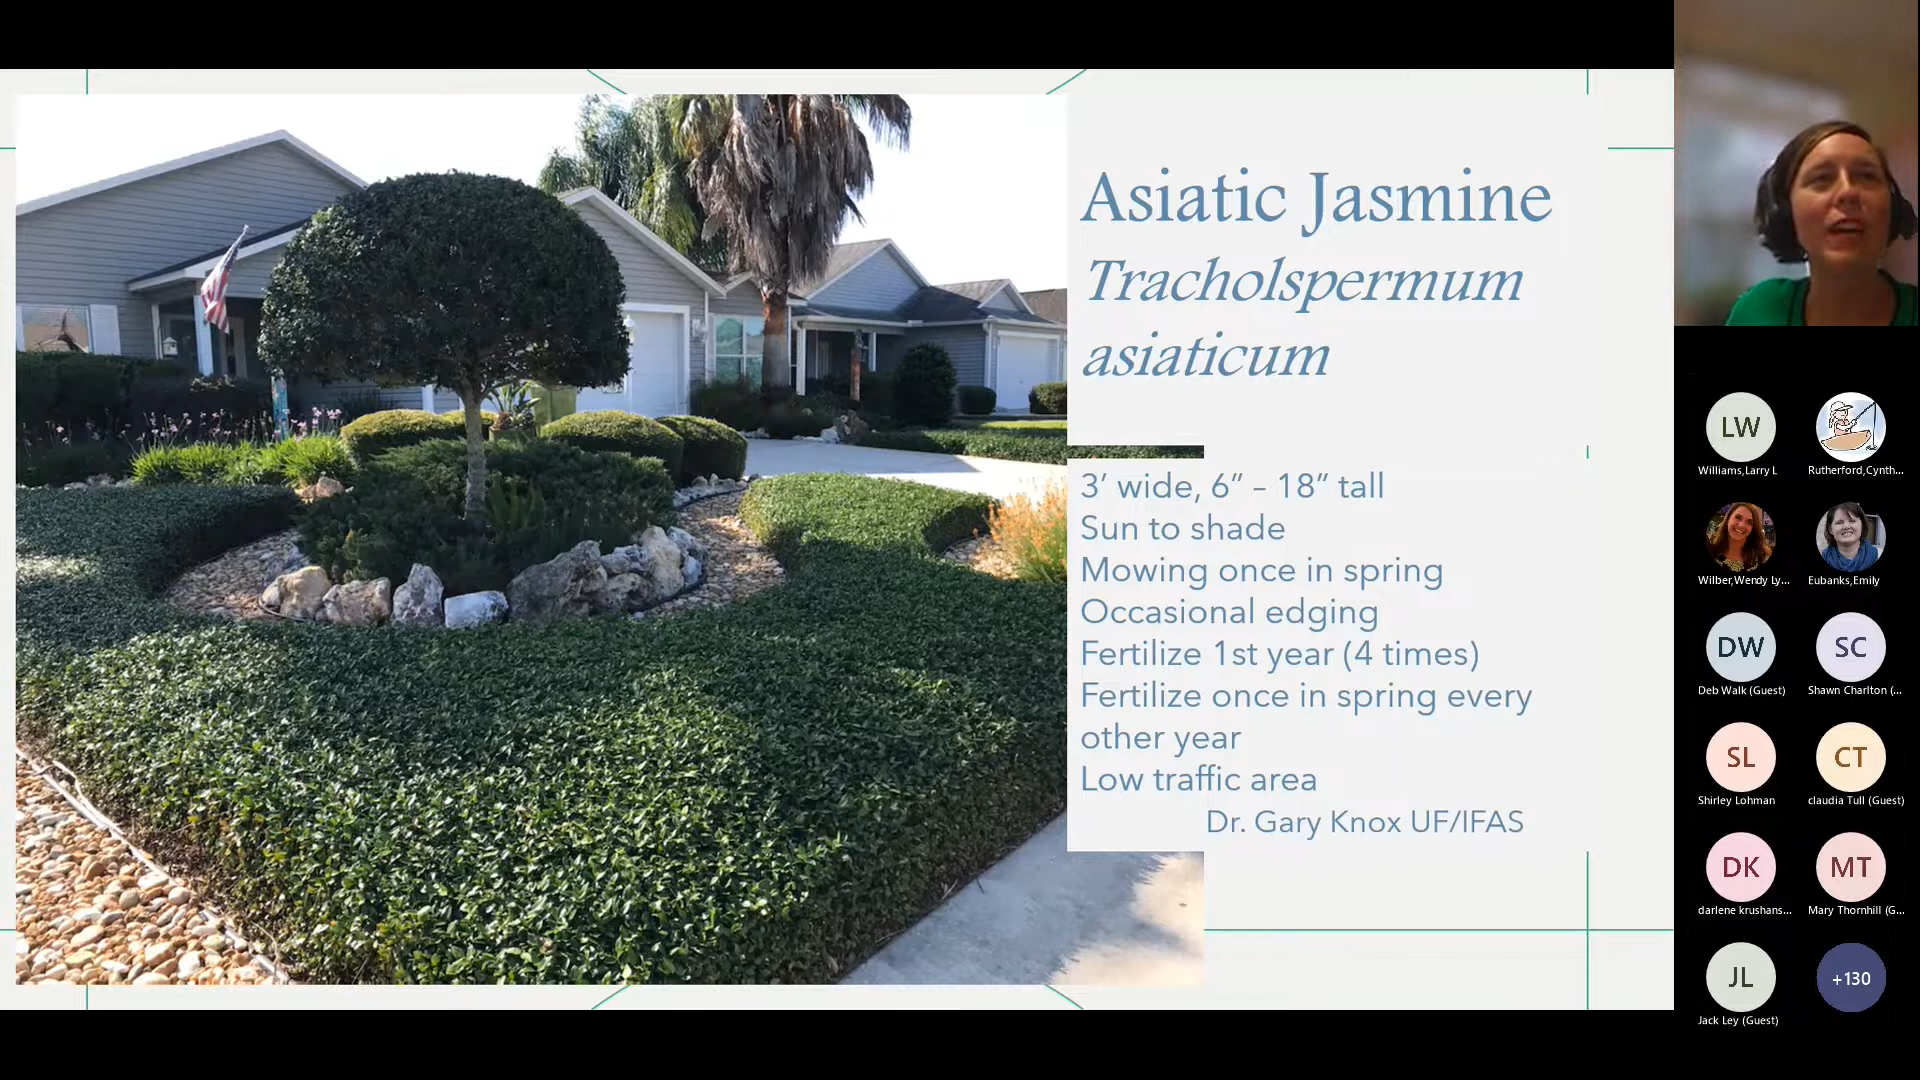 Asiatic Jasmine
Tracholspermum
asiaticum
3’ wide, 6” – 18” tall
Sun to shade
Mowing once in spring
Occasional edging
Fertilize 1st year (4 times)
Fertilize once in spring every
other year
Low traffic area
Dr. Gary Knox UF/IFAS
LW
Williams,Larry L
Rutherford,Cynth...
Wilber,Wendy Ly...
Eubanks,Emily
DW
SC
Deb Walk (Guest)
Shawn Charlton (...
SL
CT
Shirley Lohman
claudia Tull (Guest)
DK
MT
darlene krushans...
Mary Thornhill (G...
JL
+130
Jack Ley (Guest)